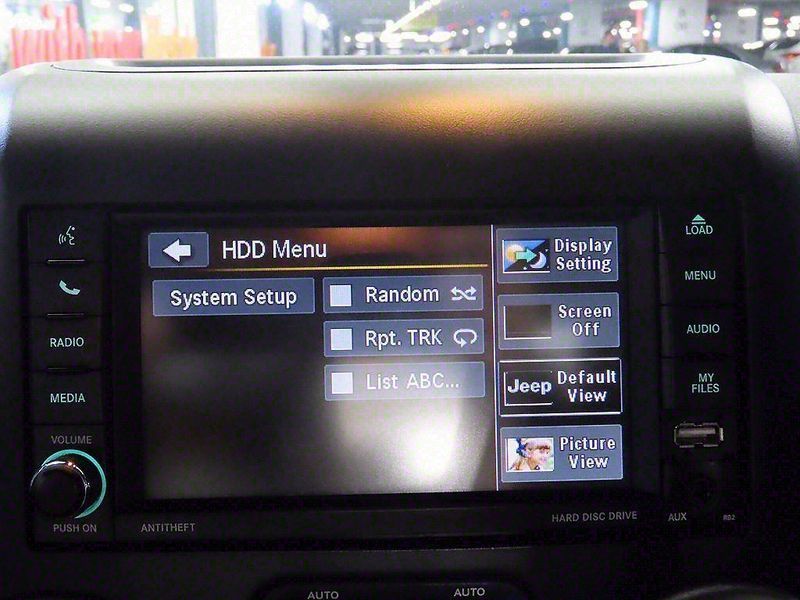 LOAD
HDD Menu
Display
Setting
MENU
System Setup
Random
Screen
Off
RADIO
Rpt. TRK
AUDIO
List ABC...
Jeep
Default
View
MEDIA
MY
FILES
VOLUME
Picture
View
PUSH ON
ANTITHEFT
HARD DISC DRIVE
AUX
RB2
AUTO
AUTO